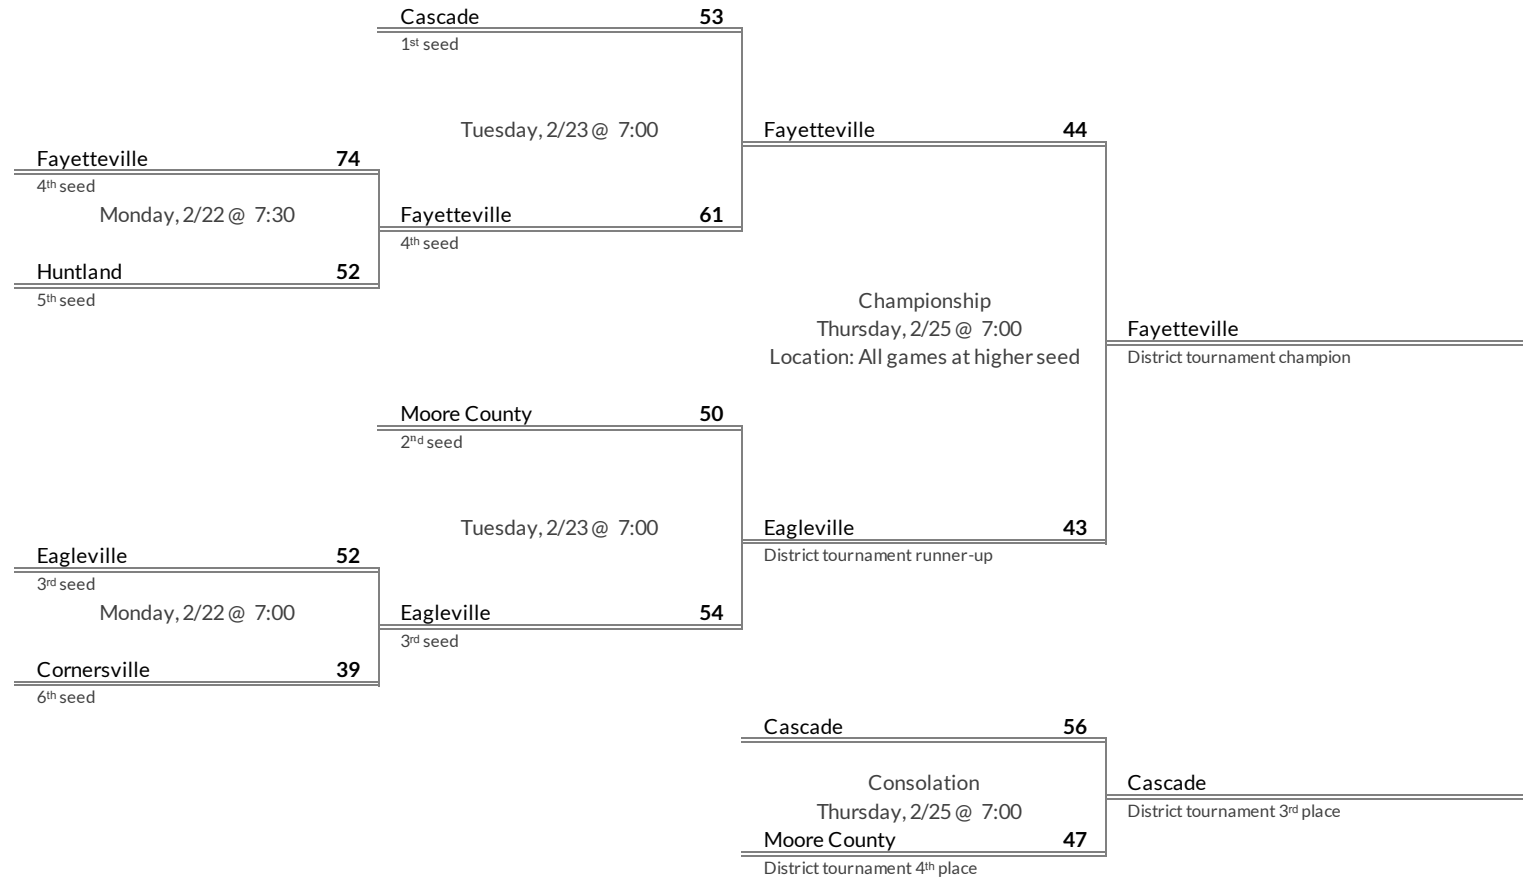 Cascade 53
1st seed
Tuesday, 2/23 @ 7:00
Fayetteville 44
Fayetteville 74
4th seed
Monday, 2/22 @ 7:30
Fayetteville 61
4th seed
Huntland 52
5th seed
Championship
Thursday, 2/25 @ 7:00
Location: All games at higher seed
Fayetteville
District tournament champion
Moore County 50
2nd seed
Tuesday, 2/23 @ 7:00
Eagleville 43
District tournament runner-up
Eagleville 52
3rd seed
Monday, 2/22 @ 7:00
Eagleville 54
3rd seed
Cornersville 39
6th seed
Cascade 56
Consolation
Thursday, 2/25 @ 7:00
Cascade
District tournament 3rd place
Moore County 47
District tournament 4th place